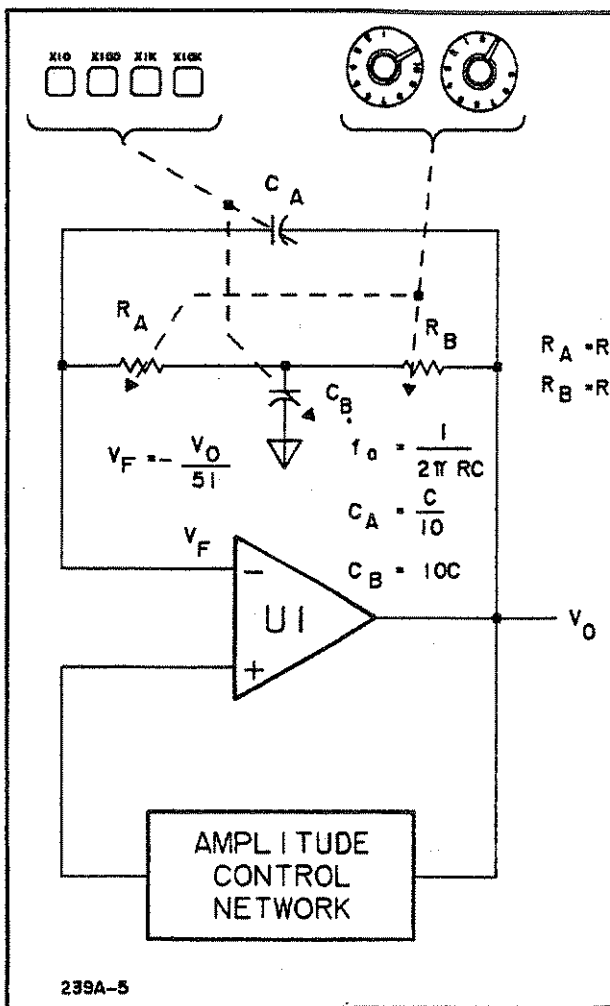 X10 X100 X1K X10K
C A
R A
R B
R A = R
R B = R
C B
V F = - V O / 51
f o = 1 / 2π RC
C A = C / 10
C B = 10C
V F
-
U1
+
V O
AMPLITUDE
CONTROL
NETWORK
239A-5